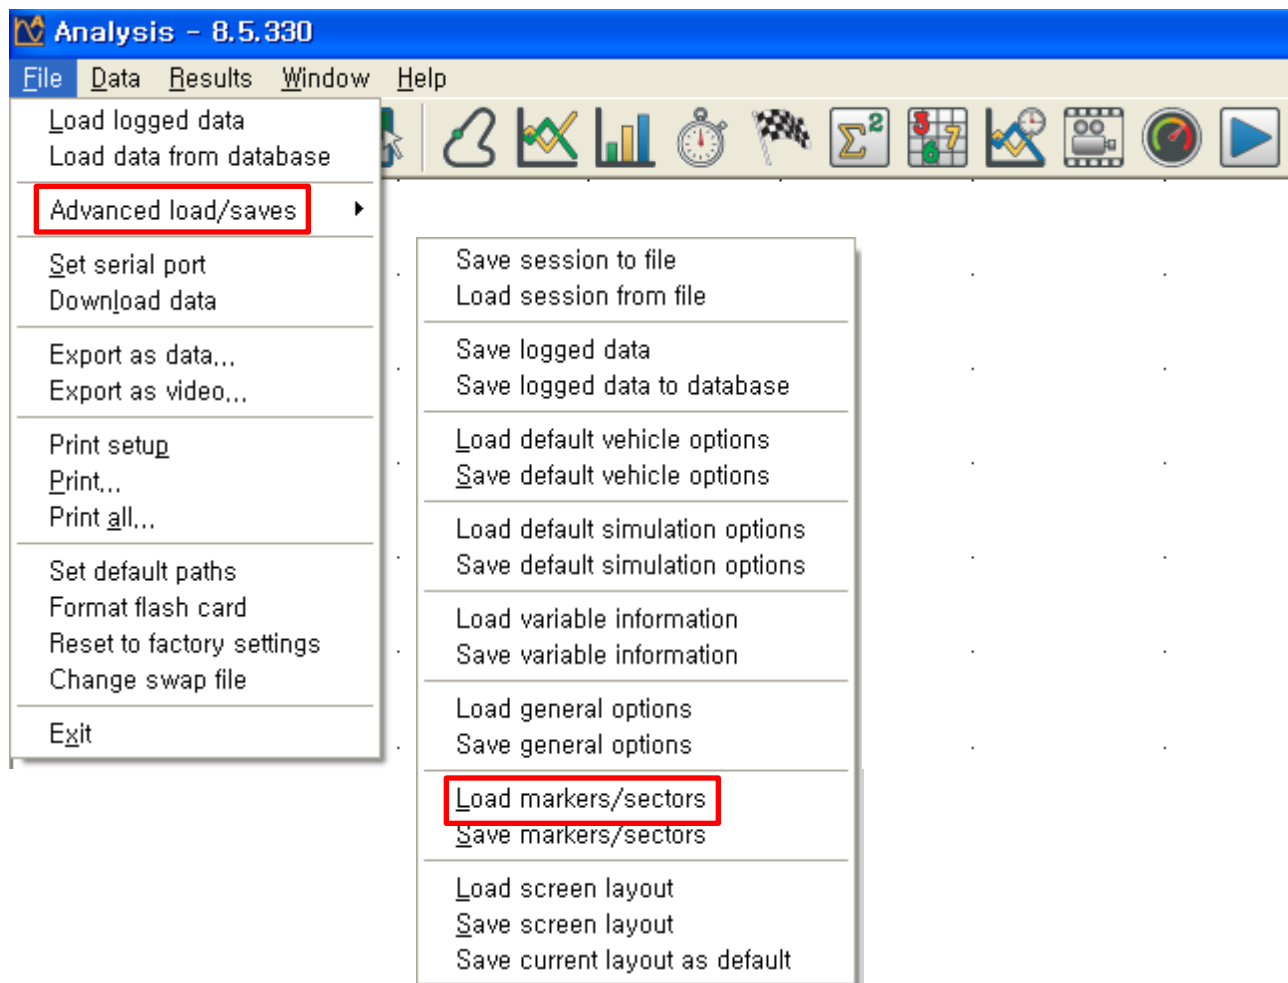 Analysis - 8.5.330
File Data Results Window Help
Load logged data
Load data from database
Advanced load/saves
Set serial port
Download data
Export as data...
Export as video...
Print setup
Print...
Print all...
Set default paths
Format flash card
Reset to factory settings
Change swap file
Exit
Σ2
3
7
6
Save session to file
Load session from file
Save logged data
Save logged data to database
Load default vehicle options
Save default vehicle options
Load default simulation options
Save default simulation options
Load variable information
Save variable information
Load general options
Save general options
Load markers/sectors
Save markers/sectors
Load screen layout
Save screen layout
Save current layout as default